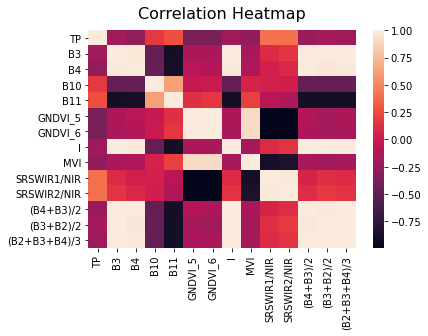 Correlation Heatmap
TP
B3
B4
B10
B11
GNDVI_5
GNDVI_6
I
MVI
SRSWIR1/NIR
SRSWIR2/NIR
(B4+B3)/2
(B3+B2)/2
(B2+B3+B4)/3
TP
B3
B4
B10
B11
GNDVI_5
GNDVI_6
I
MVI
SRSWIR1/NIR
SRSWIR2/NIR
(B4+B3)/2
(B3+B2)/2
(B2+B3+B4)/3
1.00
0.75
0.50
0.25
0.00
−0.25
−0.50
−0.75